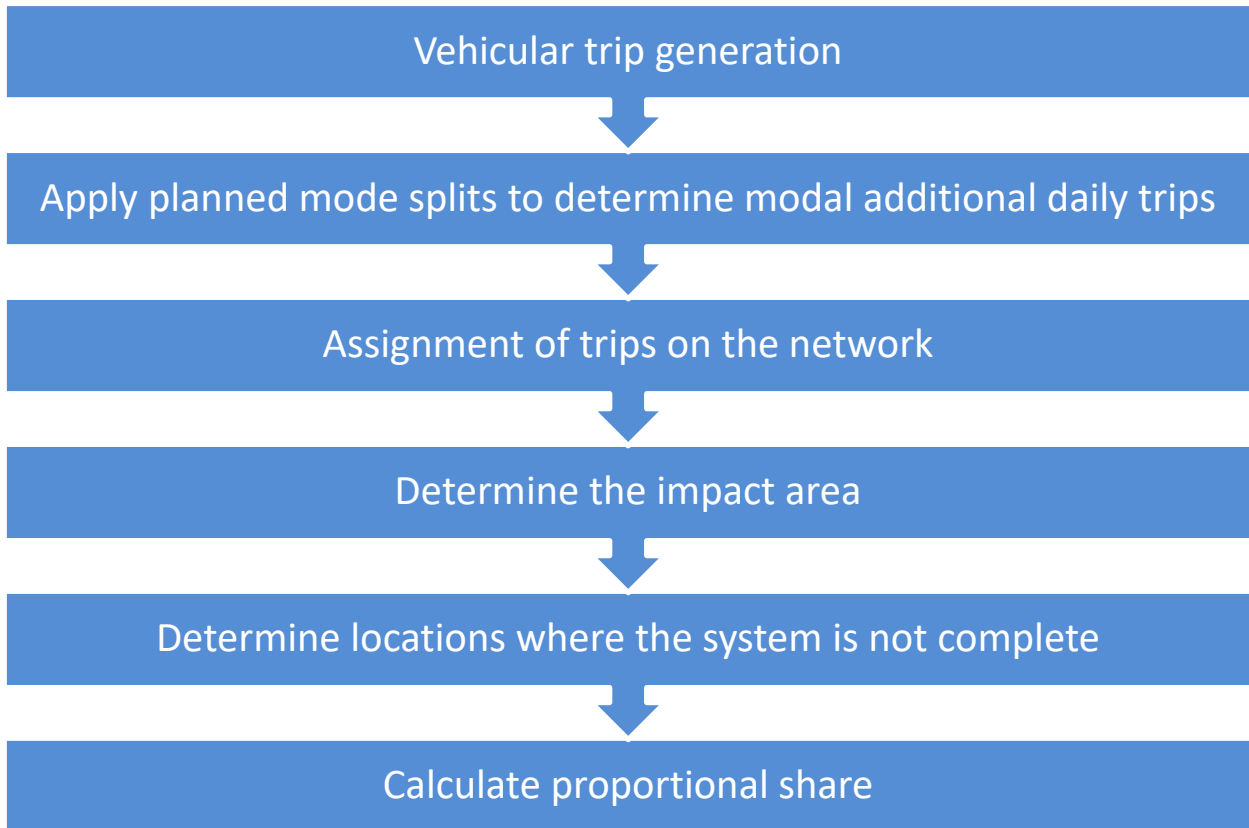 Vehicular trip generation
Apply planned mode splits to determine modal additional daily trips
Assignment of trips on the network
Determine the impact area
Determine locations where the system is not complete
Calculate proportional share